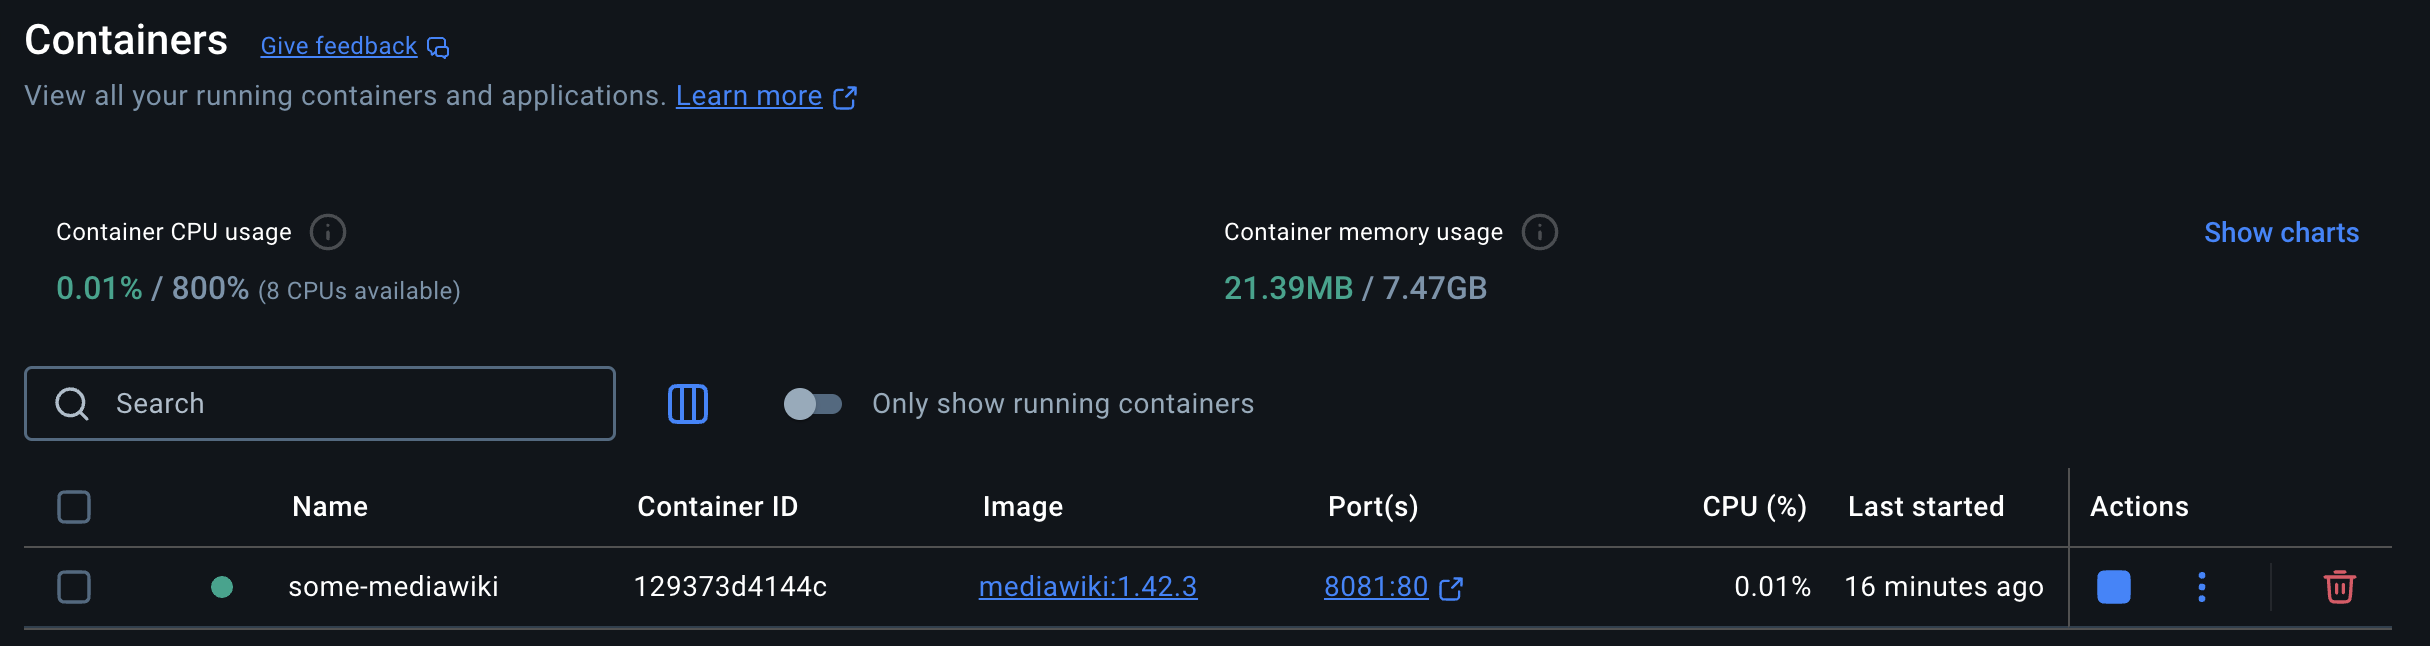 Containers Give feedback
View all your running containers and applications. Learn more
Container CPU usage
0.01% / 800% (8 CPUs available)
Container memory usage
21.39MB / 7.47GB
Show charts
Search
Only show running containers
Name Container ID Image Port(s) CPU (%) Last started Actions
some-mediawiki 129373d4144c mediawiki:1.42.3 8081:80 0.01% 16 minutes ago